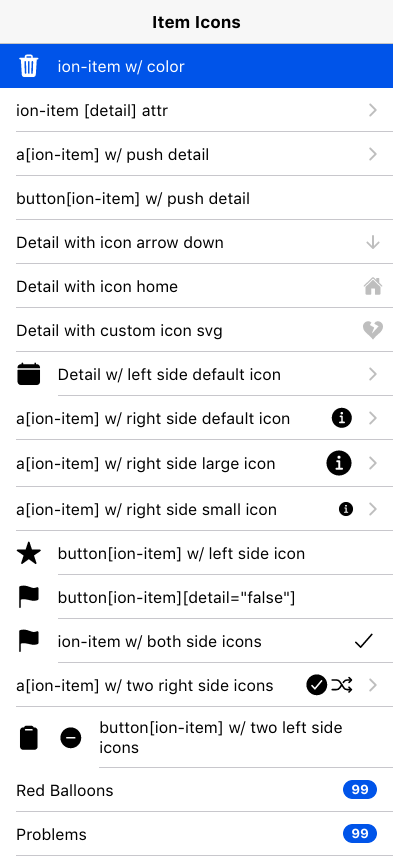 Item Icons
ion-item w/ color
ion-item [detail] attr
a[ion-item] w/ push detail
button[ion-item] w/ push detail
Detail with icon arrow down
Detail with icon home
Detail with custom icon svg
Detail w/ left side default icon
a[ion-item] w/ right side default icon
a[ion-item] w/ right side large icon
a[ion-item] w/ right side small icon
button[ion-item] w/ left side icon
button[ion-item][detail="false"]
ion-item w/ both side icons
a[ion-item] w/ two right side icons
button[ion-item] w/ two left side
icons
Red Balloons 99
Problems 99